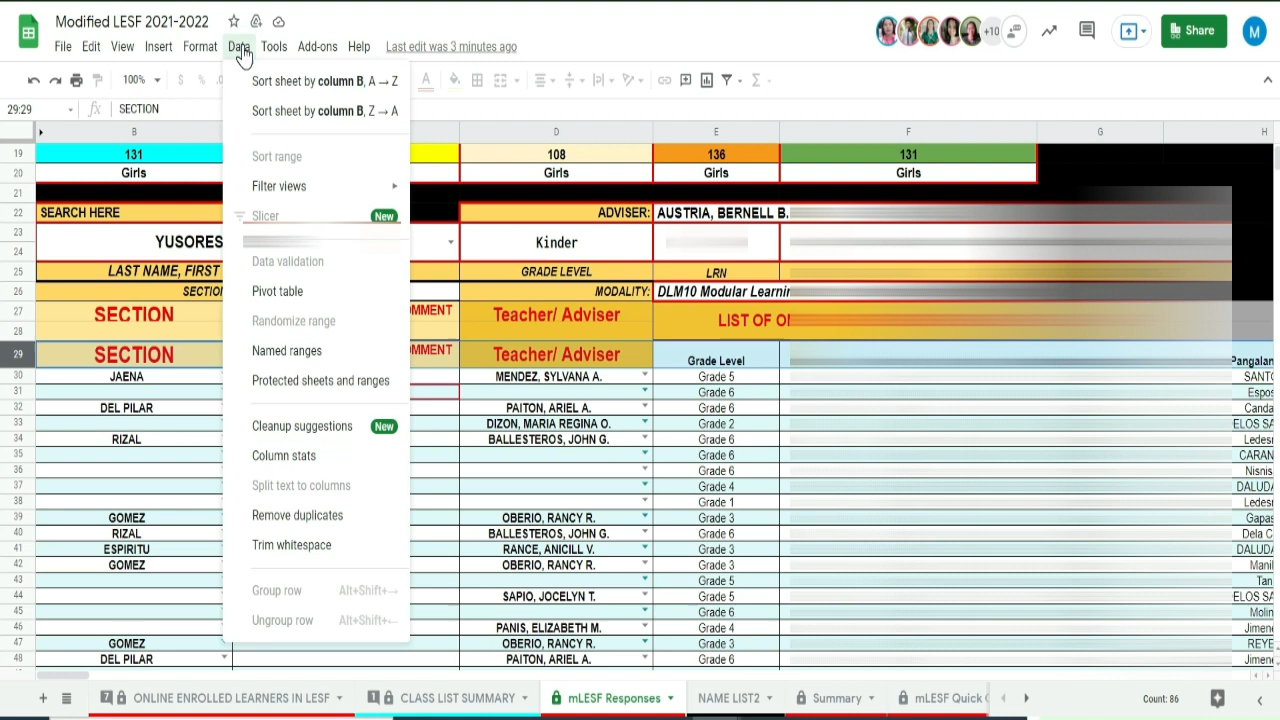 Modified LESF 2021-2022
File Edit View Insert Format Data Tools Add-ons Help Last edit was 3 minutes ago
+10
Share
M
100% $ % .0
29:29 fx SECTION
B D E F G H
19 131 108 136 131
20 Girls Girls Girls Girls
21
22 SEARCH HERE ADVISER: AUSTRIA, BERNELL B.
23 YUSORES Kinder
24
25 LAST NAME, FIRST GRADE LEVEL LRN
26 SECTION MODALITY: DLM10 Modular Learnin
27 SECTION MMENT Teacher/ Adviser LIST OF
28
29 SECTION MMENT Teacher/ Adviser Grade Level Pangalan
30 JAENA MENDEZ, SYLVANA A. Grade 5 SANT
31 Grade 6 Espos
32 DEL PILAR PAITON, ARIEL A. Grade 6 Canda
33 DIZON, MARIA REGINA O. Grade 2 ELOS SA
34 RIZAL BALLESTEROS, JOHN G. Grade 6 Ledesm
35 Grade 6 CARAN
36 Grade 6 Nisnis
37 Grade 4 DALUDA
38 Grade 1 Ledesm
39 GOMEZ OBERIO, RANCY R. Grade 3 Gapas
40 RIZAL BALLESTEROS, JOHN G. Grade 6 Dela C
41 ESPIRITU RANCE, ANICILL V. Grade 3 DALUDA
42 GOMEZ OBERIO, RANCY R. Grade 3 Manil
43 Grade 5 Tan
44 SAPIO, JOCELYN T. Grade 5 ELOS SA
45 Grade 6 Molin
46 PANIS, ELIZABETH M. Grade 4 Jimene
47 GOMEZ OBERIO, RANCY R. Grade 3 REYE
48 DEL PILAR PAITON, ARIEL A. Grade 6 Jimene
Sort sheet by column B, A → Z
Sort sheet by column B, Z → A
Sort range
Filter views
Slicer New
Data validation
Pivot table
Randomize range
Named ranges
Protected sheets and ranges
Cleanup suggestions New
Column stats
Split text to columns
Remove duplicates
Trim whitespace
Group row Alt+Shift+→
Ungroup row Alt+Shift+←
7 ONLINE ENROLLED LEARNERS IN LESF 1 CLASS LIST SUMMARY mLESF Responses NAME LIST2 Summary mLESF Quick Count: 86